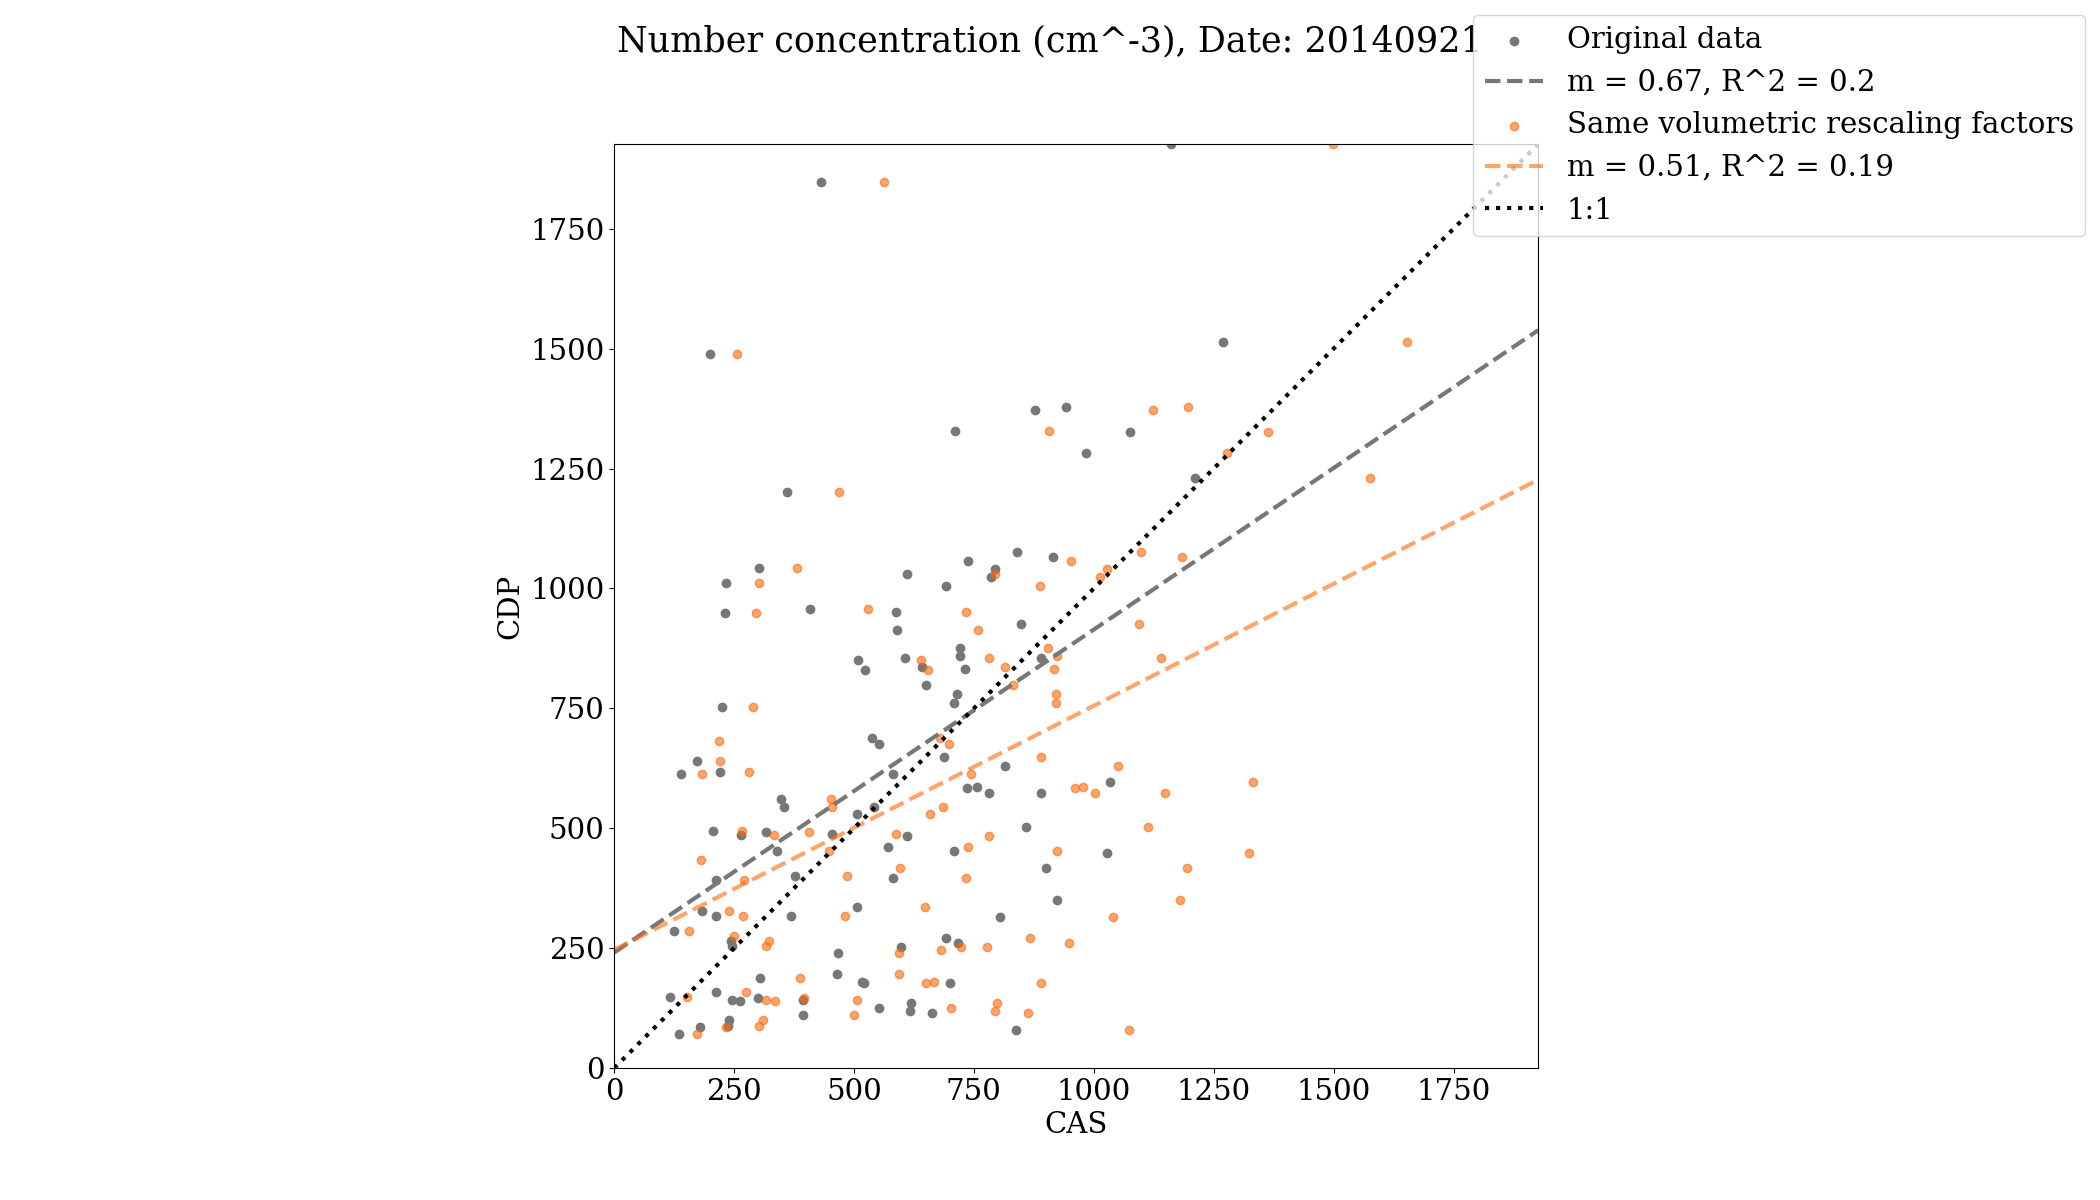 Number concentration (cm^-3), Date: 20140921
Original data
m = 0.67, R^2 = 0.2
Same volumetric rescaling factors
m = 0.51, R^2 = 0.19
1:1
1750
1500
1250
1000
750
500
250
0
CDP
0 250 500 750 1000 1250 1500 1750
CAS